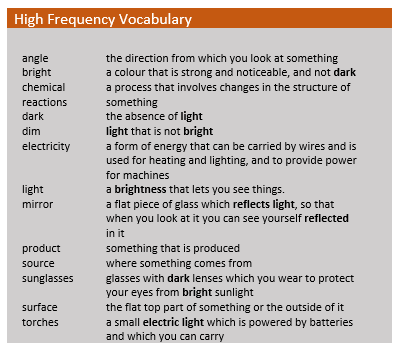 High Frequency Vocabulary
angle the direction from which you look at something
bright a colour that is strong and noticeable, and not dark
chemical a process that involves changes in the structure of
reactions something
dark the absence of light
dim light that is not bright
electricity a form of energy that can be carried by wires and is
used for heating and lighting, and to provide power
for machines
light a brightness that lets you see things.
mirror a flat piece of glass which reflects light, so that
when you look at it you can see yourself reflected
in it
product something that is produced
source where something comes from
sunglasses glasses with dark lenses which you wear to protect
your eyes from bright sunlight
surface the flat top part of something or the outside of it
torches a small electric light which is powered by batteries
and which you can carry